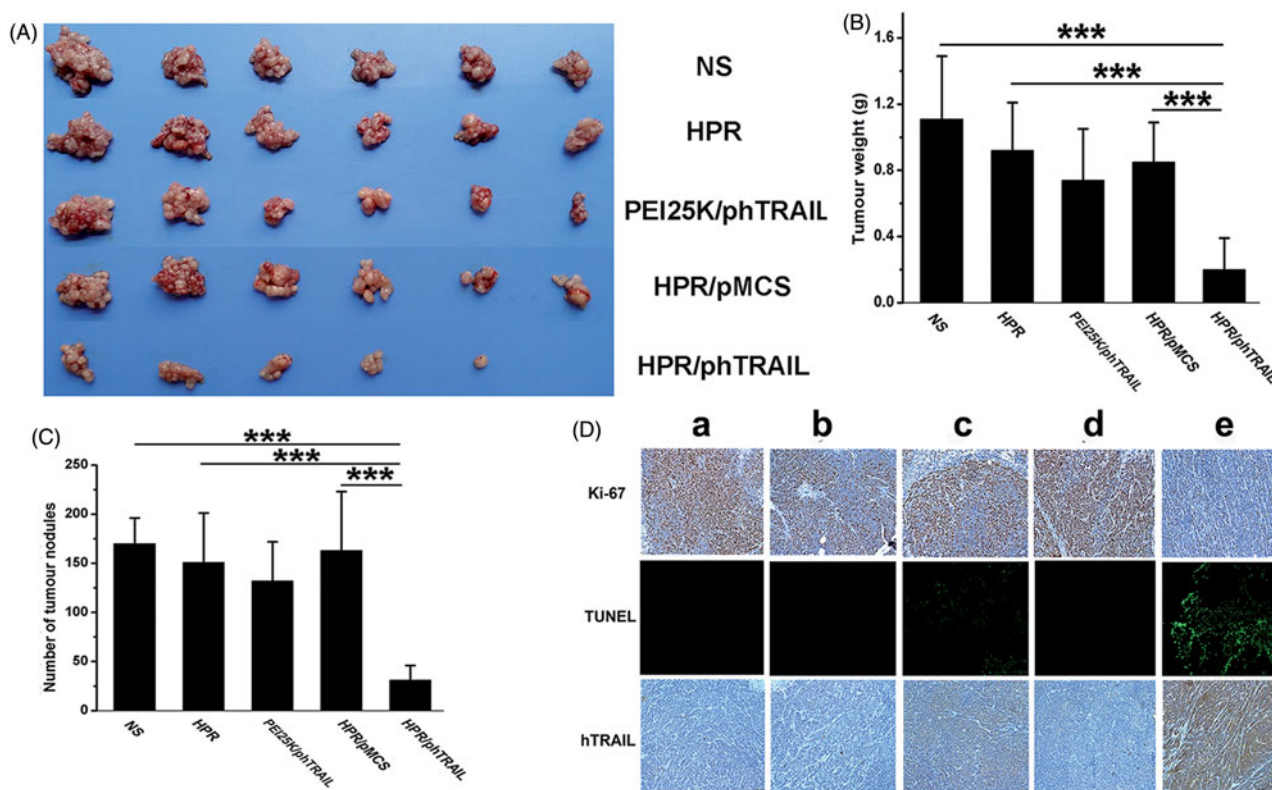 (A)
NS
HPR
PEI25K/phTRAIL
HPR/pMCS
HPR/phTRAIL
(B)
Tumour weight (g)
1.6
1.2
0.8
0.4
0.0
***
***
***
NS
HPR
PEI25K/phTRAIL
HPR/pMCS
HPR/phTRAIL
(C)
Number of tumour nodules
250
200
150
100
50
0
***
***
***
NS
HPR
PEI25K/phTRAIL
HPR/pMCS
HPR/phTRAIL
(D)
a b c d e
Ki-67
TUNEL
hTRAIL